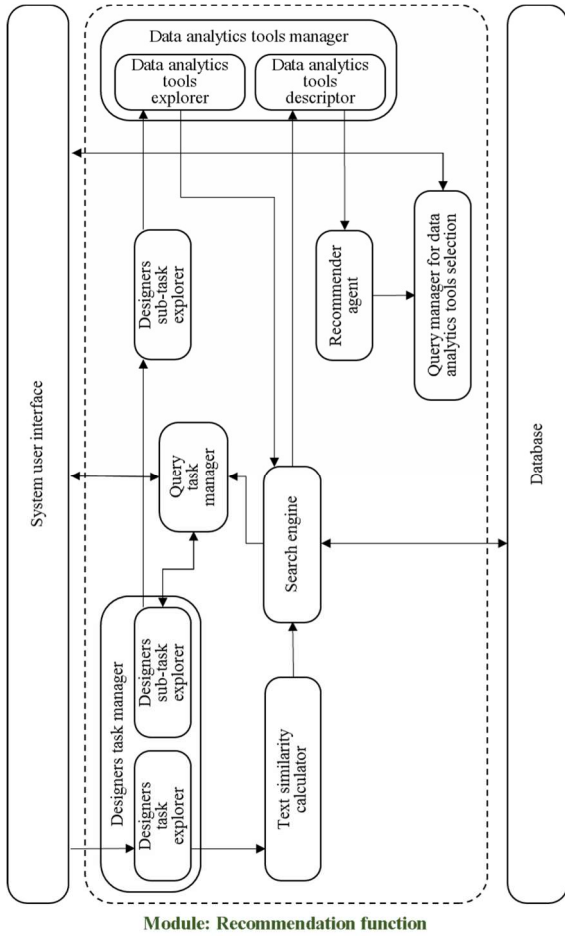 System user interface
Data analytics tools manager
Data analytics
tools
explorer
Data analytics
tools
descriptor
Designers
sub-task
explorer
Recommender
agent
Query manager for data
analytics tools selection
Query
task
manager
Search engine
Database
Designers task manager
Designers
sub-task
explorer
Designers
task
explorer
Text similarity
calculator
Module: Recommendation function